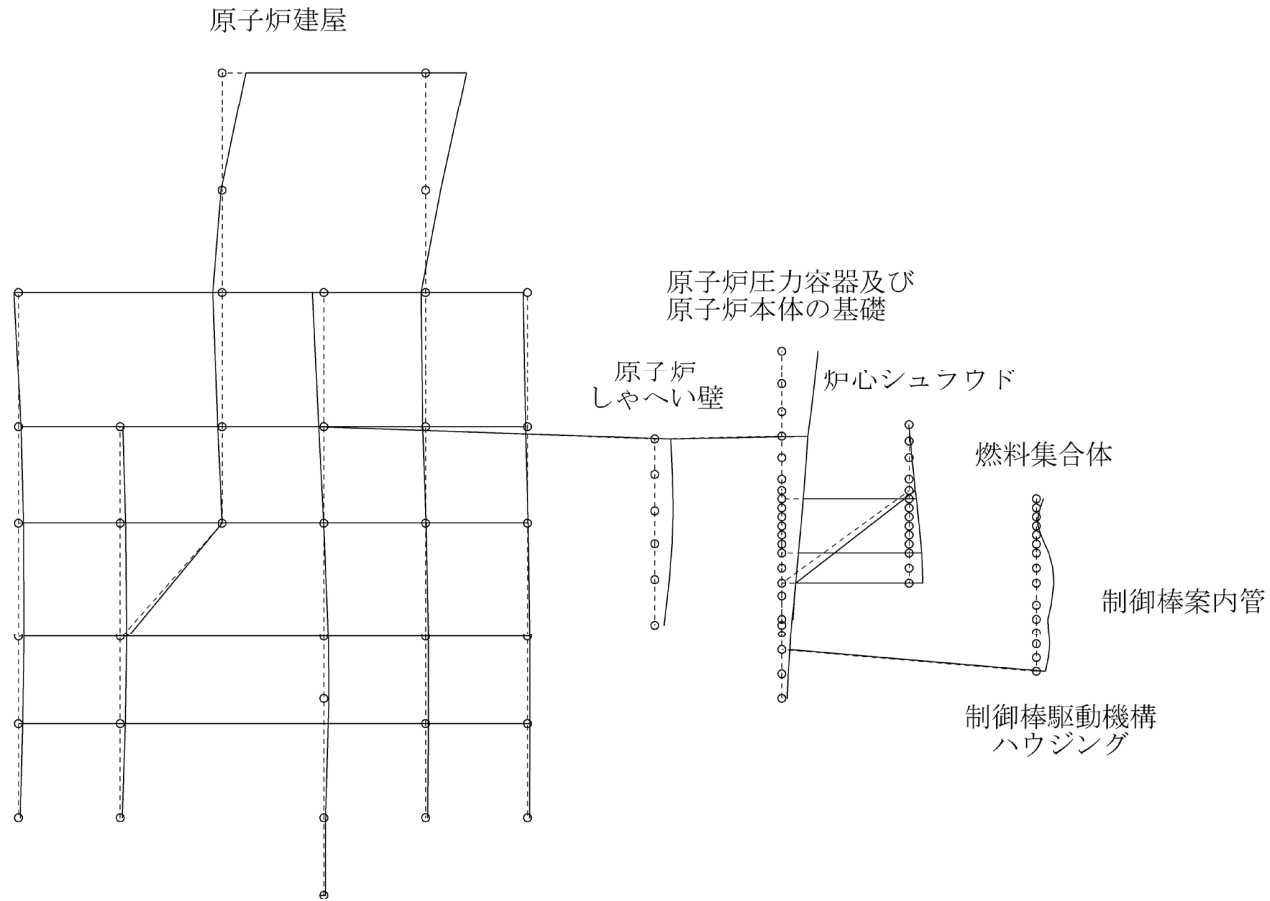 原子炉建屋
原子炉圧力容器及び
原子炉本体の基礎
原子炉
しゃへい壁
炉心シュラウド
燃料集合体
制御棒案内管
制御棒駆動機構
ハウジング